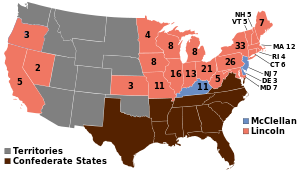 NH 5
VT 5
7
3
4
8
33
MA 12
2
8
8
RI 4
CT 6
5
8
16
13
21
26
NJ 7
DE 3
MD 7
3
11
5
11
McClellan
Lincoln
Territories
Confederate States